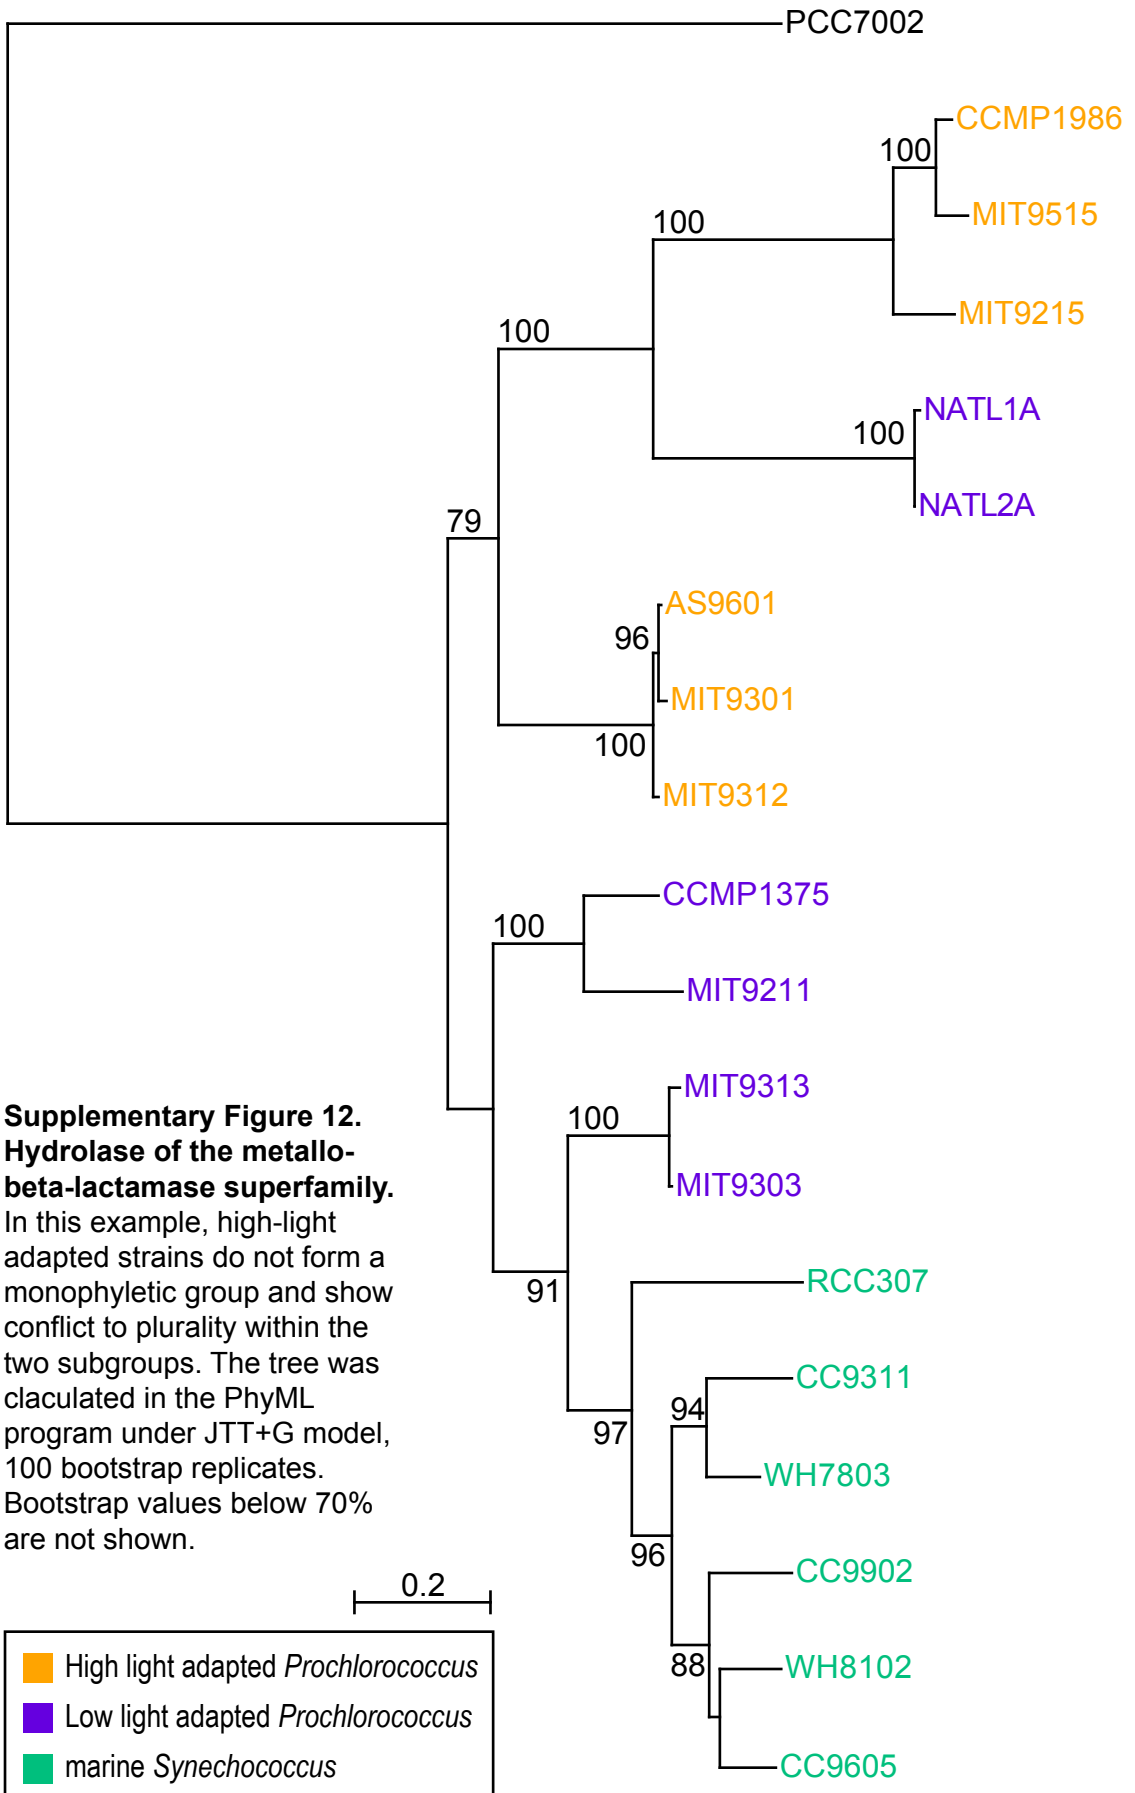 PCC7002
CCMP1986
100
MIT9515
100
MIT9215
100
NATL1A
100
NATL2A
79
AS9601
96
MIT9301
100
MIT9312
CCMP1375
100
MIT9211
MIT9313
100
MIT9303
RCC307
91
CC9311
94
97
WH7803
96
CC9902
88
WH8102
CC9605
Supplementary Figure 12.
Hydrolase of the metallo-
beta-lactamase superfamily.
In this example, high-light
adapted strains do not form a
monophyletic group and show
conflict to plurality within the
two subgroups. The tree was
claculated in the PhyML
program under JTT+G model,
100 bootstrap replicates.
Bootstrap values below 70%
are not shown.
0.2
High light adapted Prochlorococcus
Low light adapted Prochlorococcus
marine Synechococcus